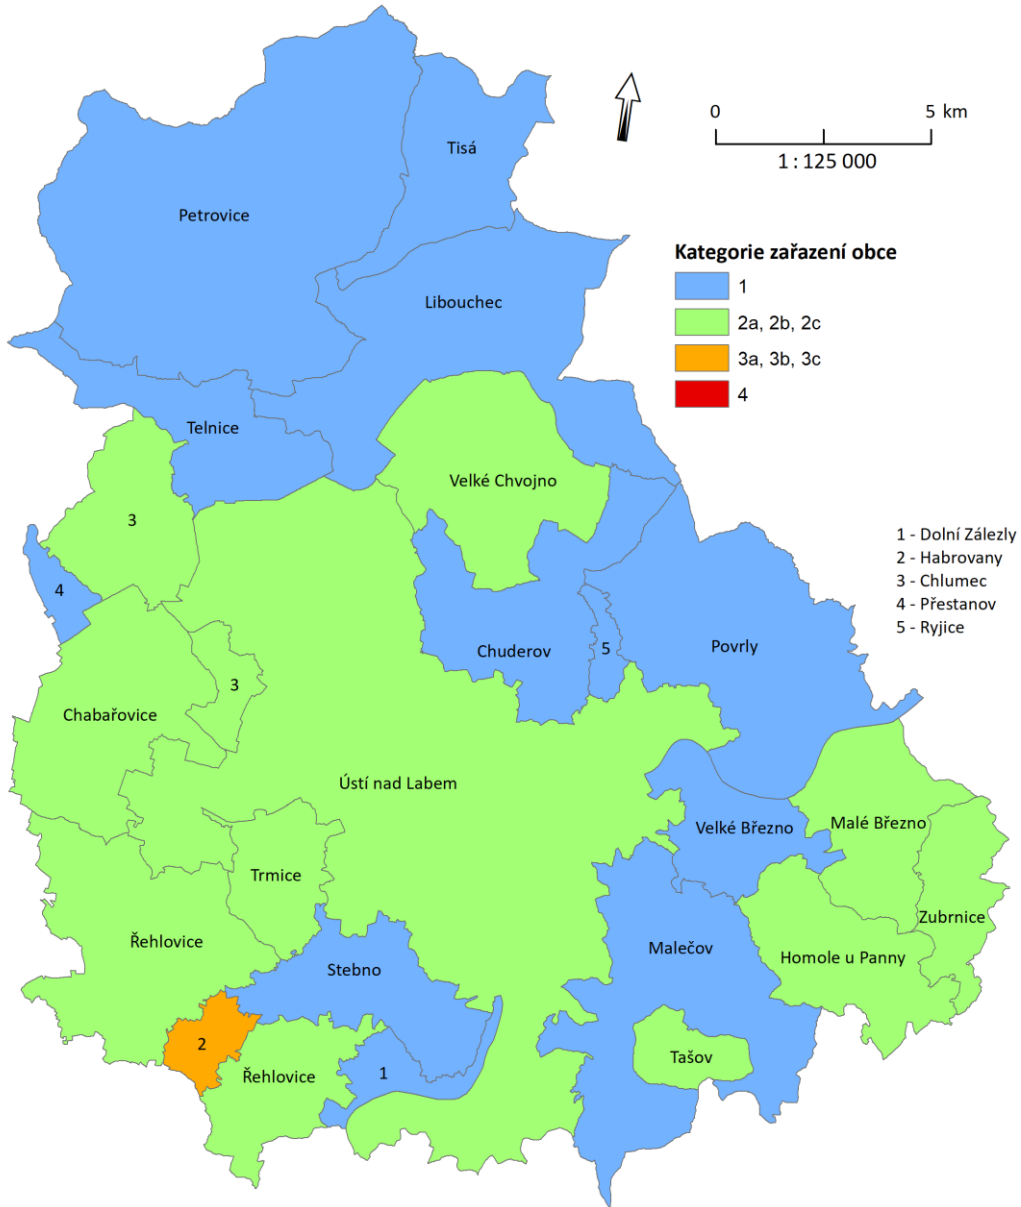 0 5 km
1 : 125 000
Tisá
Petrovice
Kategorie zařazení obce
1
2a, 2b, 2c
3a, 3b, 3c
4
Libouchec
Telnice
Velké Chvojno
3
1 - Dolní Zálezly
2 - Habrovany
3 - Chlumec
4 - Přestanov
5 - Ryjice
4
Chuderov
5
Povrly
3
Chabařovice
Ústí nad Labem
Velké Březno
Malé Březno
Trmice
Zubrnice
Řehlovice
Malečov
Homole u Panny
Stebno
2
Tašov
Řehlovice
1